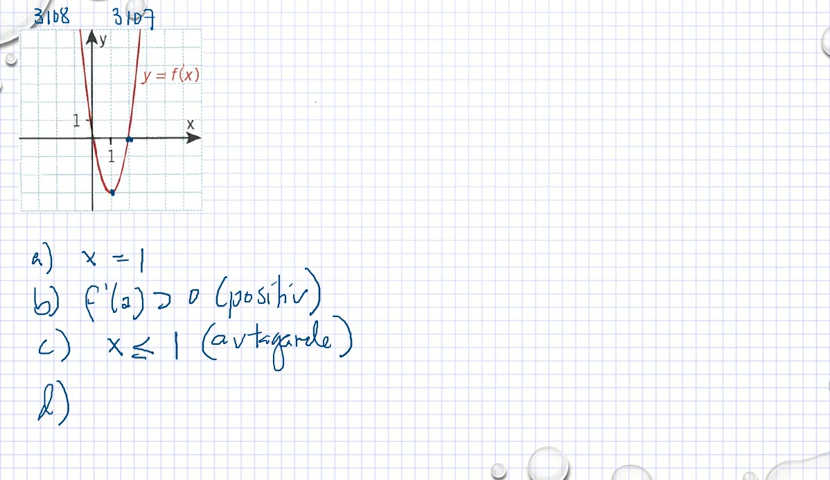 3108 3107
y
y = f(x)
1
x
1
a) x = 1
b) f'(2) > 0 (positiv)
c) x ≤ 1 (avtagande)
d)